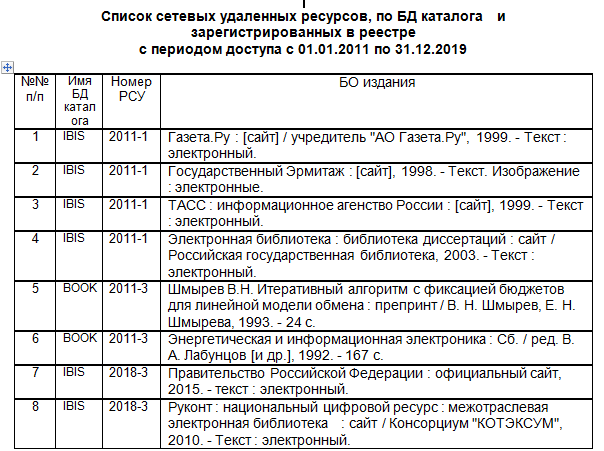 Список сетевых удаленных ресурсов, по БД каталога и
зарегистрированных в реестре
с периодом доступа с 01.01.2011 по 31.12.2019
№№ п/п
Имя БД катал ога
Номер РСУ
БО издания
1 IBIS 2011-1 Газета.Ру : [сайт] / учредитель "АО Газета.Ру", 1999. - Текст :
электронный.
2 IBIS 2011-1 Государственный Эрмитаж : [сайт], 1998. - Текст. Изображение
: электронные.
3 IBIS 2011-1 ТАСС : информационное агенство России : [сайт], 1999. - Текст
: электронный.
4 IBIS 2011-1 Электронная библиотека : библиотека диссертаций : сайт /
Российская государственная библиотека, 2003. - Текст :
электронный.
5 BOOK 2011-3 Шмырев В.Н. Итеративный алгоритм с фиксацией бюджетов
для линейной модели обмена : препринт / В. Н. Шмырев, Е. Н.
Шмырева, 1993. - 24 с.
6 BOOK 2011-3 Энергетическая и информационная электроника : Сб. / ред. В.
А. Лабунцов [и др.], 1992. - 167 с.
7 IBIS 2018-3 Правительство Российской Федерации : официальный сайт,
2015. - текст : электронный.
8 IBIS 2018-3 Руконт : национальный цифровой ресурс : межотраслевая
электронная библиотека : сайт / Консорциум "КОТЭКСУМ",
2010. - Текст : электронный.